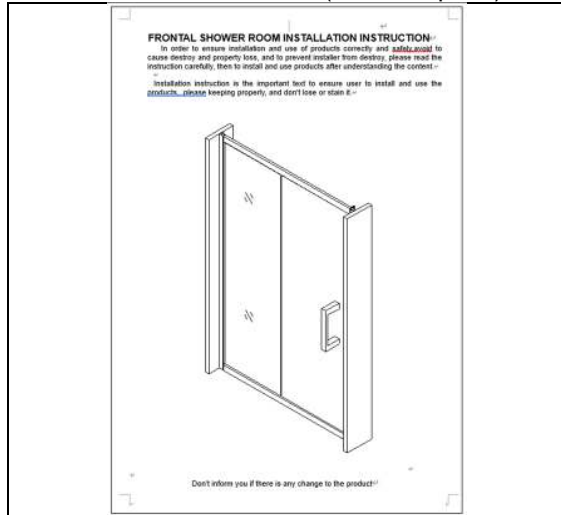 FRONTAL SHOWER ROOM INSTALLATION INSTRUCTION
In order to ensure installation and use of products correctly and safely,avoid to
cause destroy and property loss, and to prevent installer from destroy, please read the
instruction carefully, then to install and use products after understanding the content.
Installation instruction is the important text to ensure user to install and use the
products, please keeping properly, and don't lose or stain it.
Don't inform you if there is any change to the product